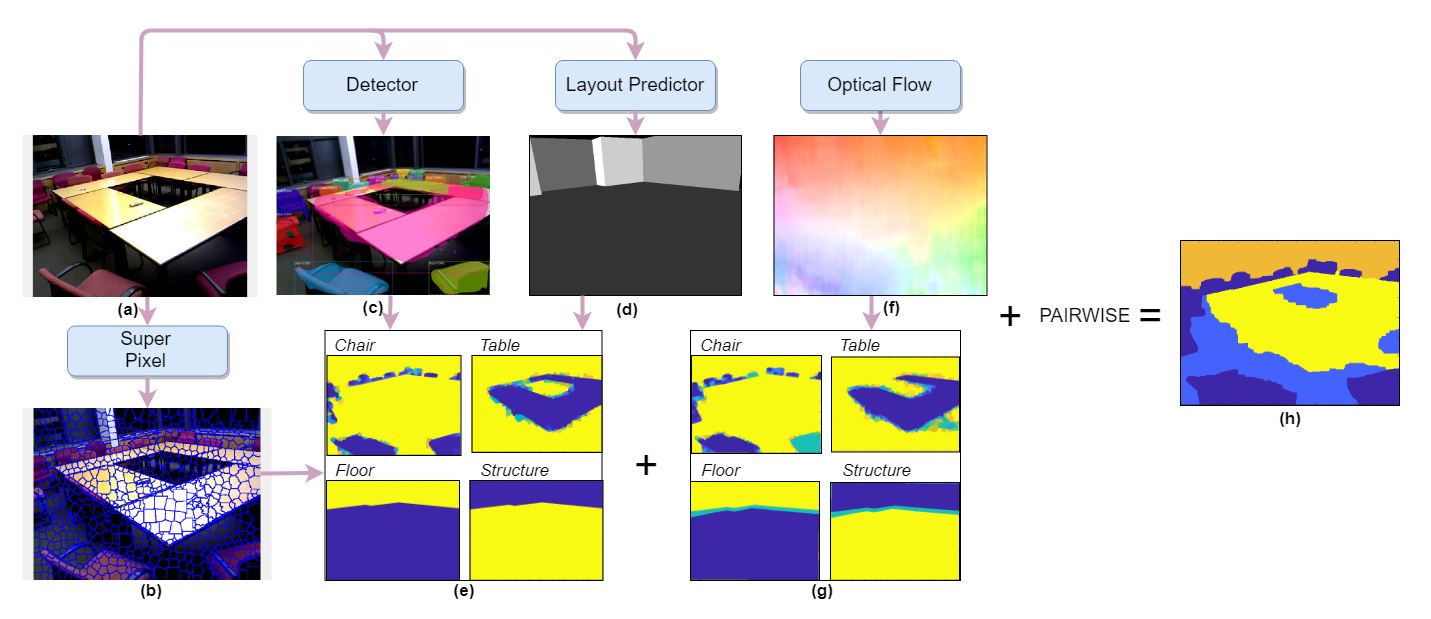 Detector
Layout Predictor
Optical Flow
(a)
(c)
(d)
(f)
Super
Pixel
Chair
Table
Floor
Structure
Chair
Table
Floor
Structure
+
+ PAIRWISE =
(b)
(e)
(g)
(h)